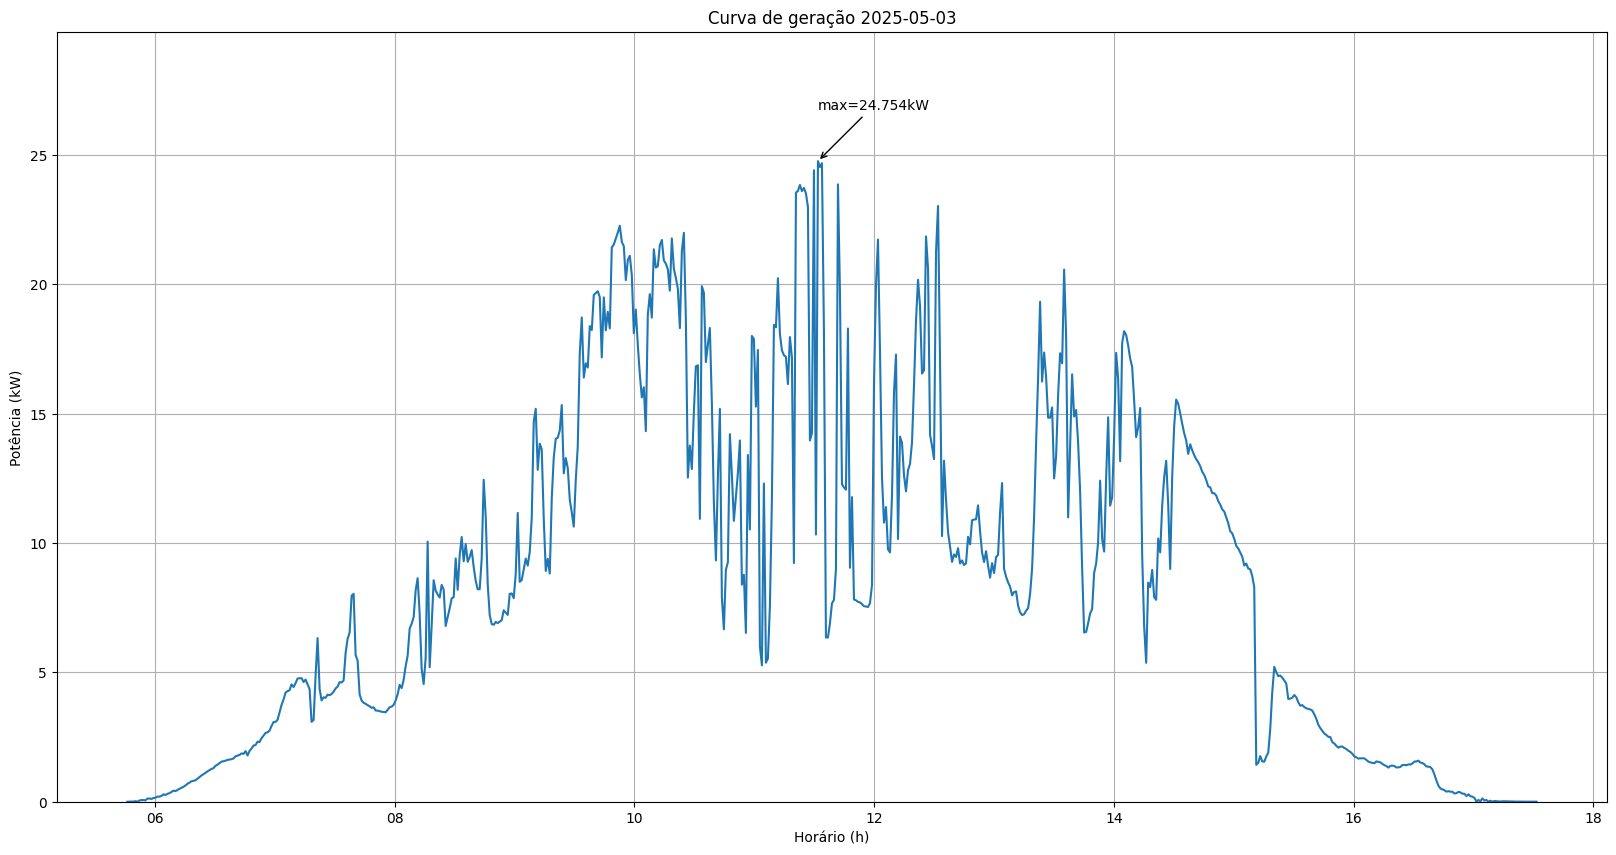 Curva de geração 2025-05-03
max=24.754kW
Potência (kW)
25
20
15
10
5
0
06 08 10 12 14 16 18
Horário (h)